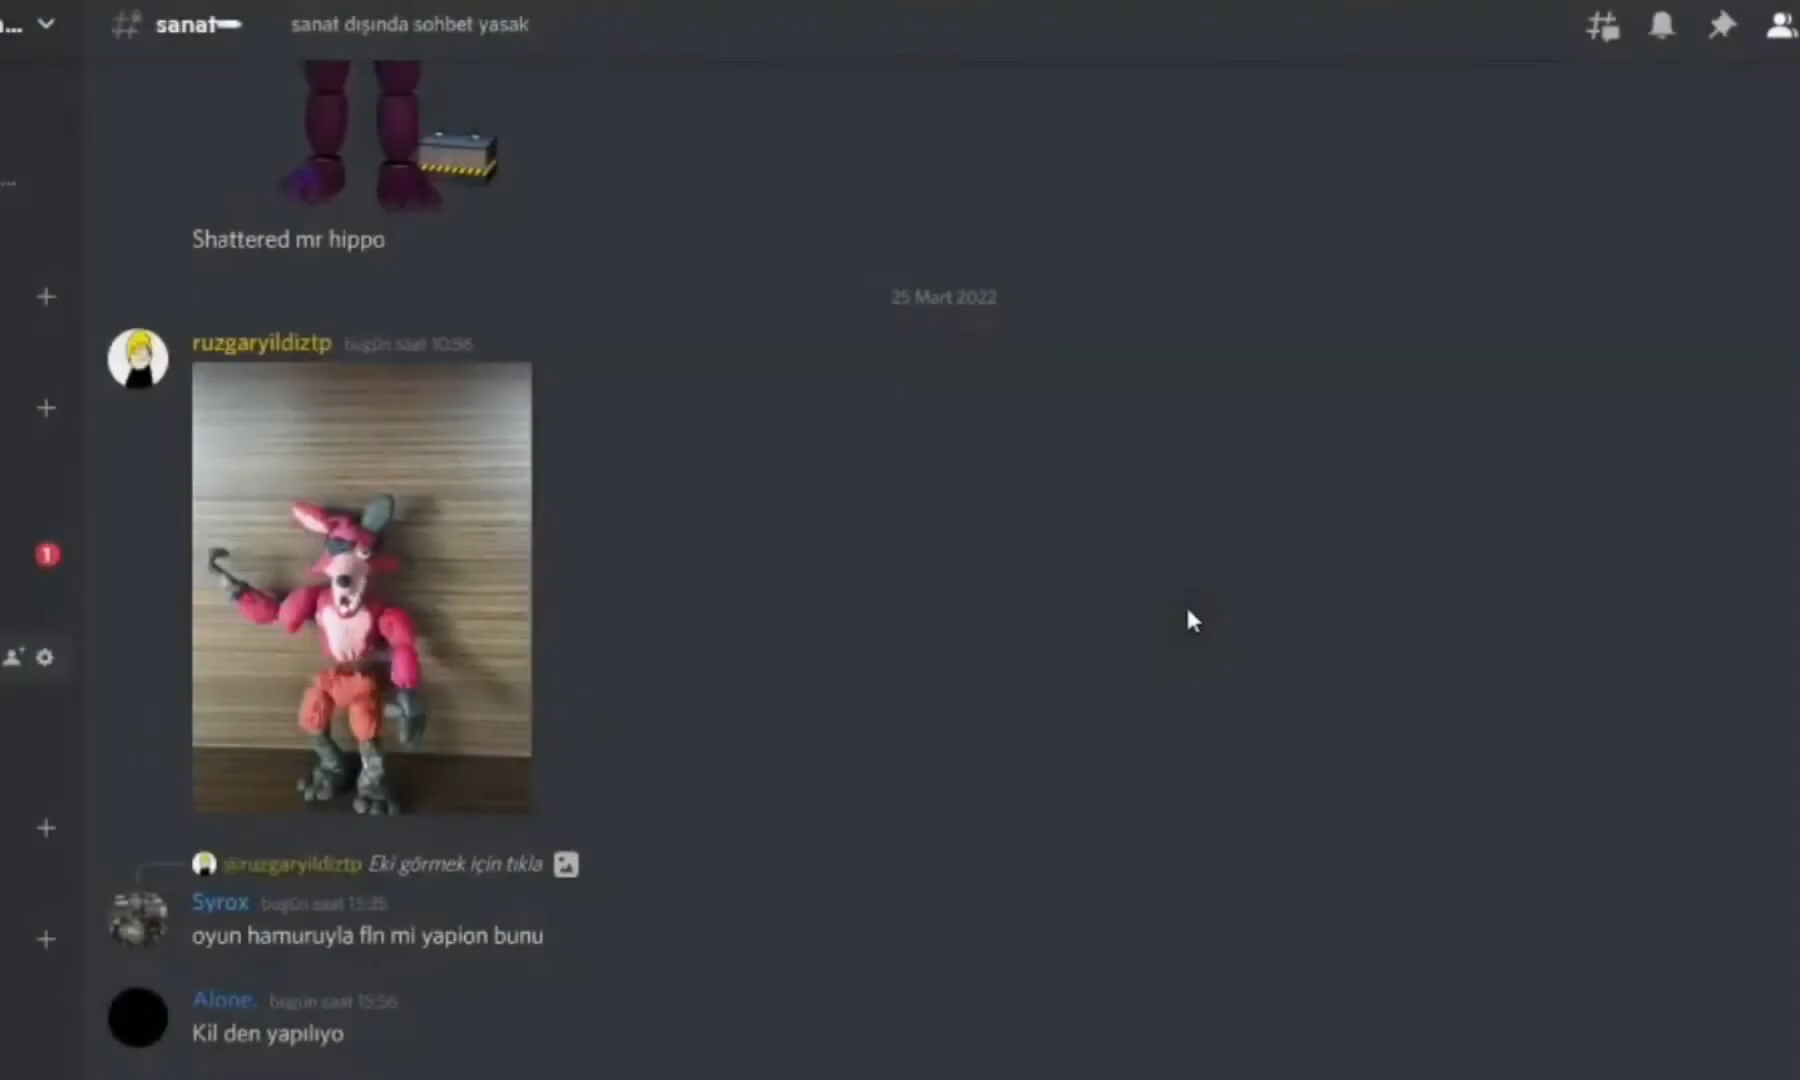 sanat
sanat dışında sohbet yasak
Shattered mr hippo
25 Mart 2022
ruzgaryildiztp bugün saat 10:56
@ruzgaryildiztp Eki görmek için tıkla
1
Syrox bugün saat 15:35
oyun hamuruyla fln mi yapion bunu
Alone. bugün saat 15:56
Kil den yapılıyo